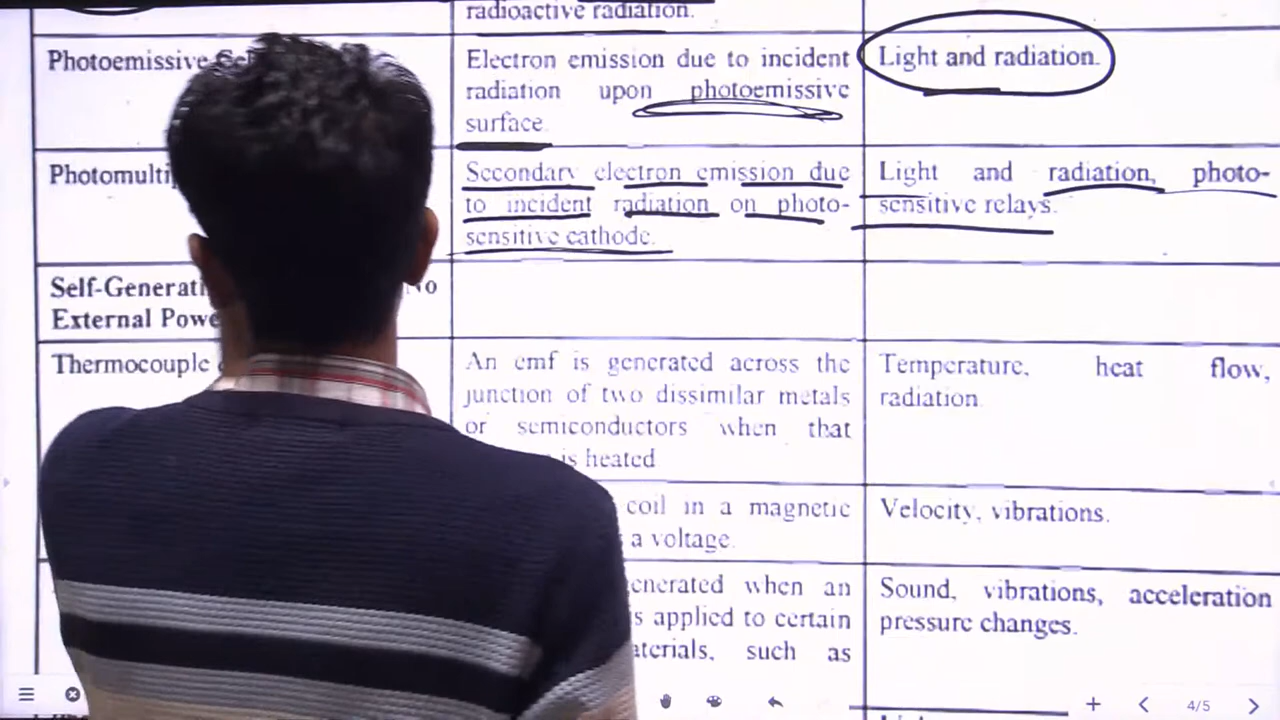 radioactive radiation.
Photoemissive
Electron emission due to incident
radiation upon photoemissive
surface.
Light and radiation.
Photomulti
Secondary electron emission due
to incident radiation on photo-
sensitive cathode.
Light and radiation, photo-
sensitive relays.
Self-Generati No
External Powe
Thermocouple
An emf is generated across the
junction of two dissimilar metals
or semiconductors when that
is heated
Temperature, heat flow,
radiation.
coil in a magnetic
a voltage.
Velocity, vibrations.
enerated when an
s applied to certain
aterials, such as
Sound, vibrations, acceleration
pressure changes.
4/5